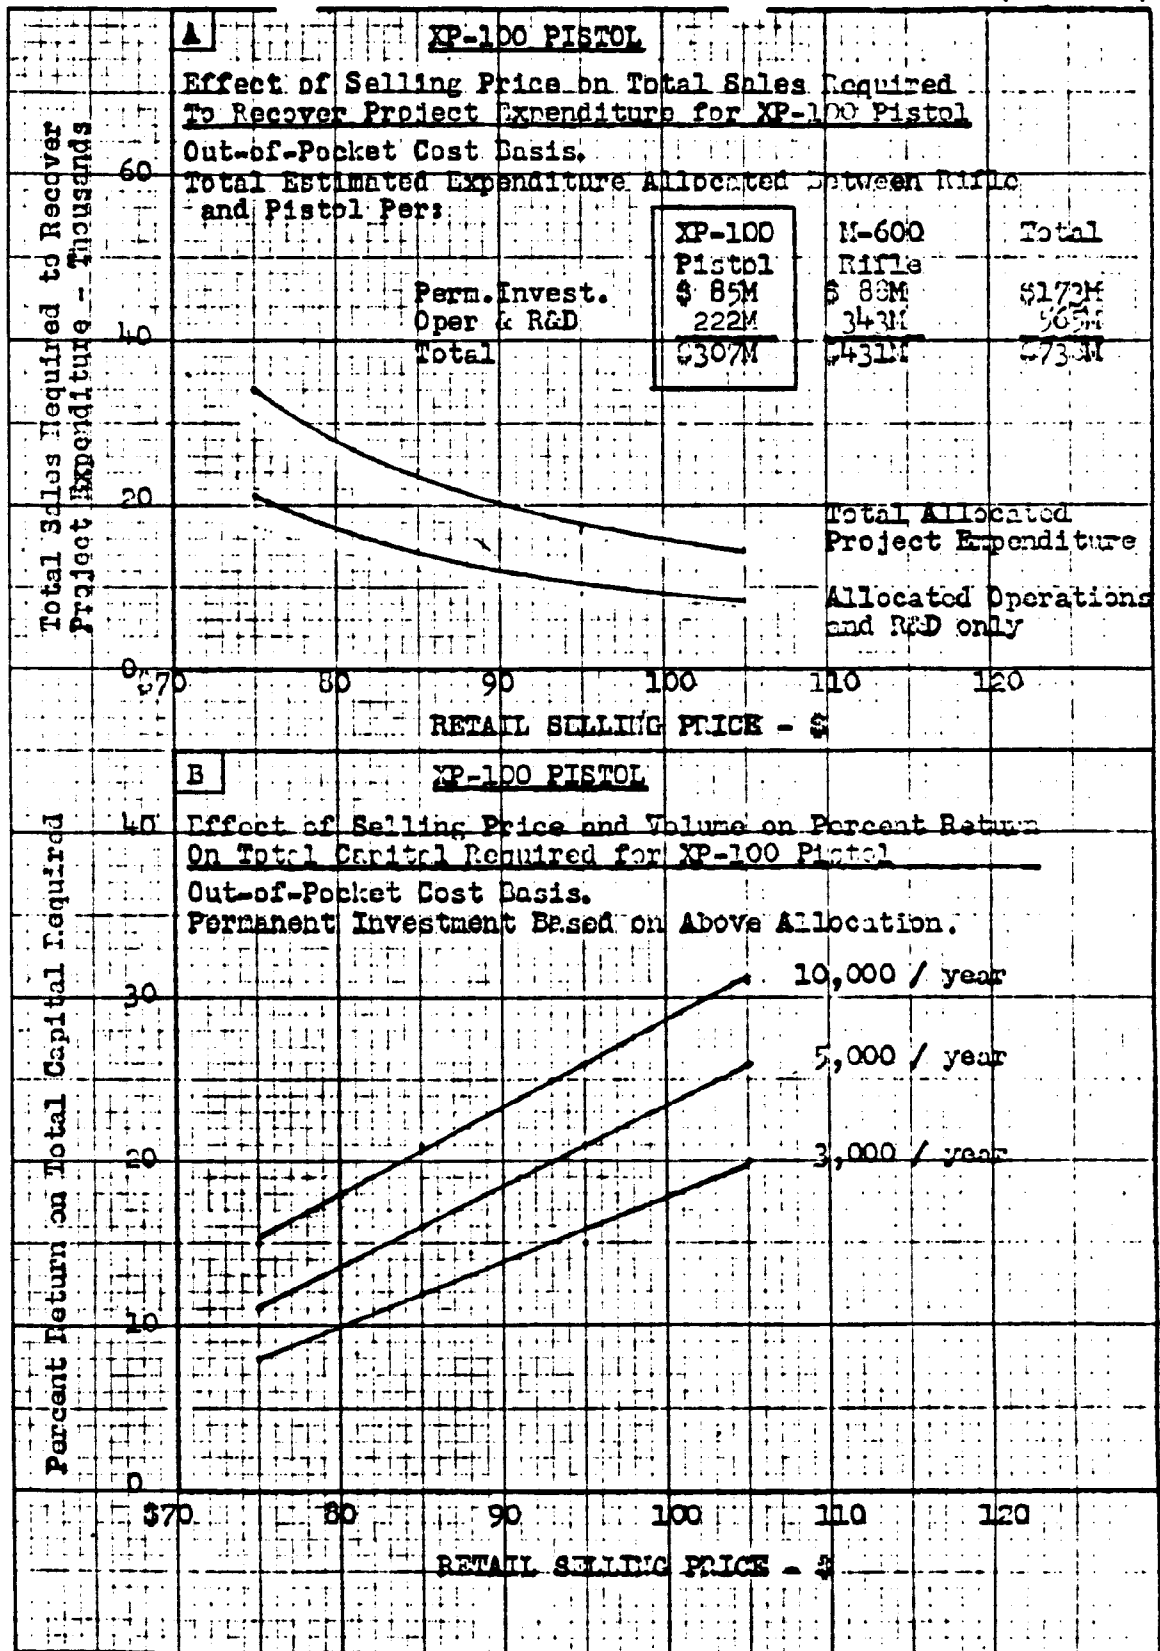 A
XP-100 PISTOL
Effect of Selling Price on Total Sales Required
To Recover Project Expenditure for XP-100 Pistol
Out-of-Pocket Cost Basis.
Total Estimated Expenditure Allocated Between Rifle
and Pistol Per:
XP-100 M-600 Total
Pistol Rifle
Perm. Invest. $ 85M $ 88M $173M
Oper & R&D 222M 343M 565M
Total $307M $431M $738M
Total Sales Required to Recover
Project Expenditure - Thousands
60
40
20
0
Total Allocated
Project Expenditure
Allocated Operations
and R&D only
$70 80 90 100 110 120
RETAIL SELLING PRICE - $
B
XP-100 PISTOL
Effect of Selling Price and Volume on Percent Return
On Total Capital Required for XP-100 Pistol
Out-of-Pocket Cost Basis.
Permanent Investment Based on Above Allocation.
Percent Return on Total Capital Required
40
30
20
10
0
10,000 / year
5,000 / year
3,000 / year
$70 80 90 100 110 120
RETAIL SELLING PRICE - $